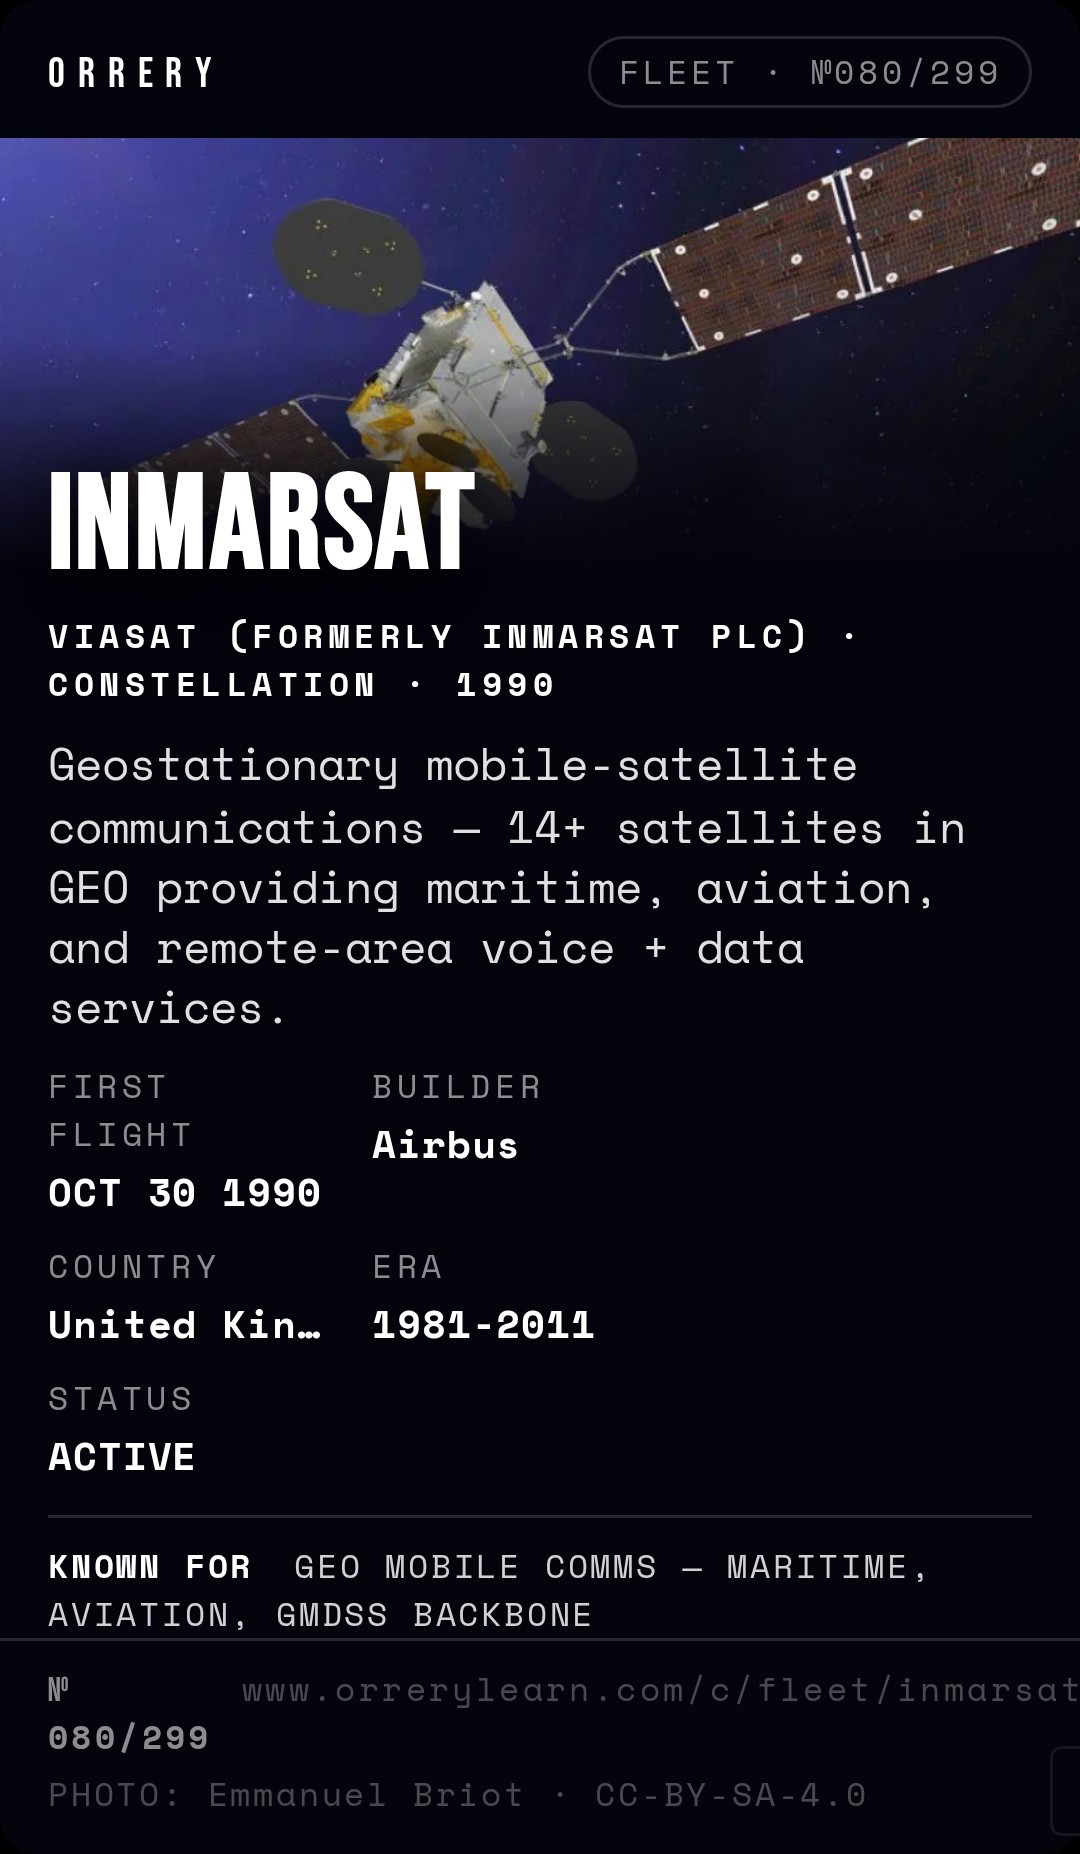 ORRERY
FLEET · №080/299
INMARSAT
VIASAT (FORMERLY INMARSAT PLC) ·
CONSTELLATION · 1990
Geostationary mobile-satellite
communications — 14+ satellites in
GEO providing maritime, aviation,
and remote-area voice + data
services.
FIRST
FLIGHT
OCT 30 1990
BUILDER
Airbus
COUNTRY
United Kin…
ERA
1981-2011
STATUS
ACTIVE
KNOWN FOR GEO MOBILE COMMS — MARITIME,
AVIATION, GMDSS BACKBONE
№
080/299
www.orrerylearn.com/c/fleet/inmarsat
PHOTO: Emmanuel Briot · CC-BY-SA-4.0